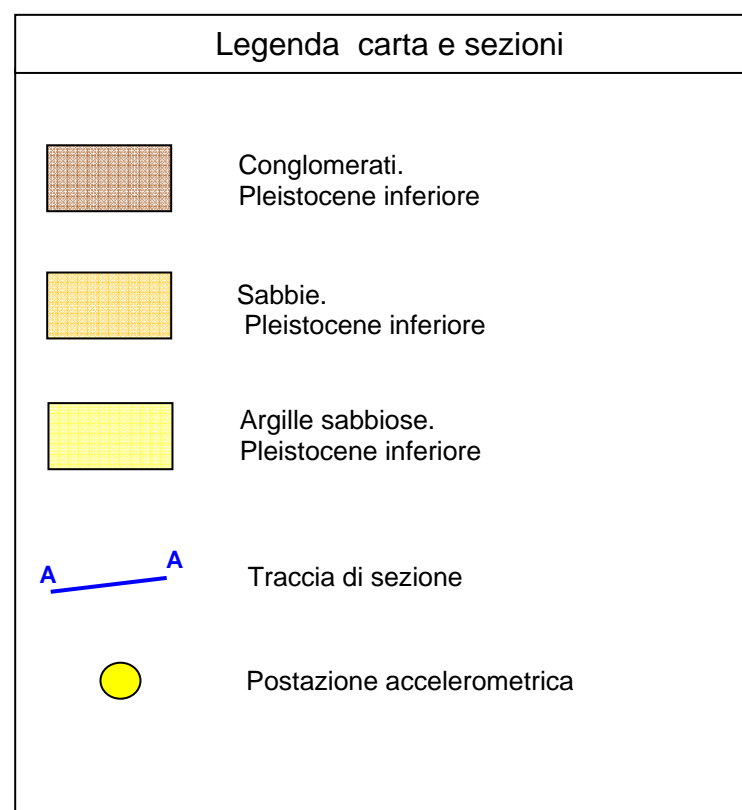 Legenda carta e sezioni
Conglomerati.
Pleistocene inferiore
Sabbie.
Pleistocene inferiore
Argille sabbiose.
Pleistocene inferiore
A A
Traccia di sezione
Postazione accelerometrica